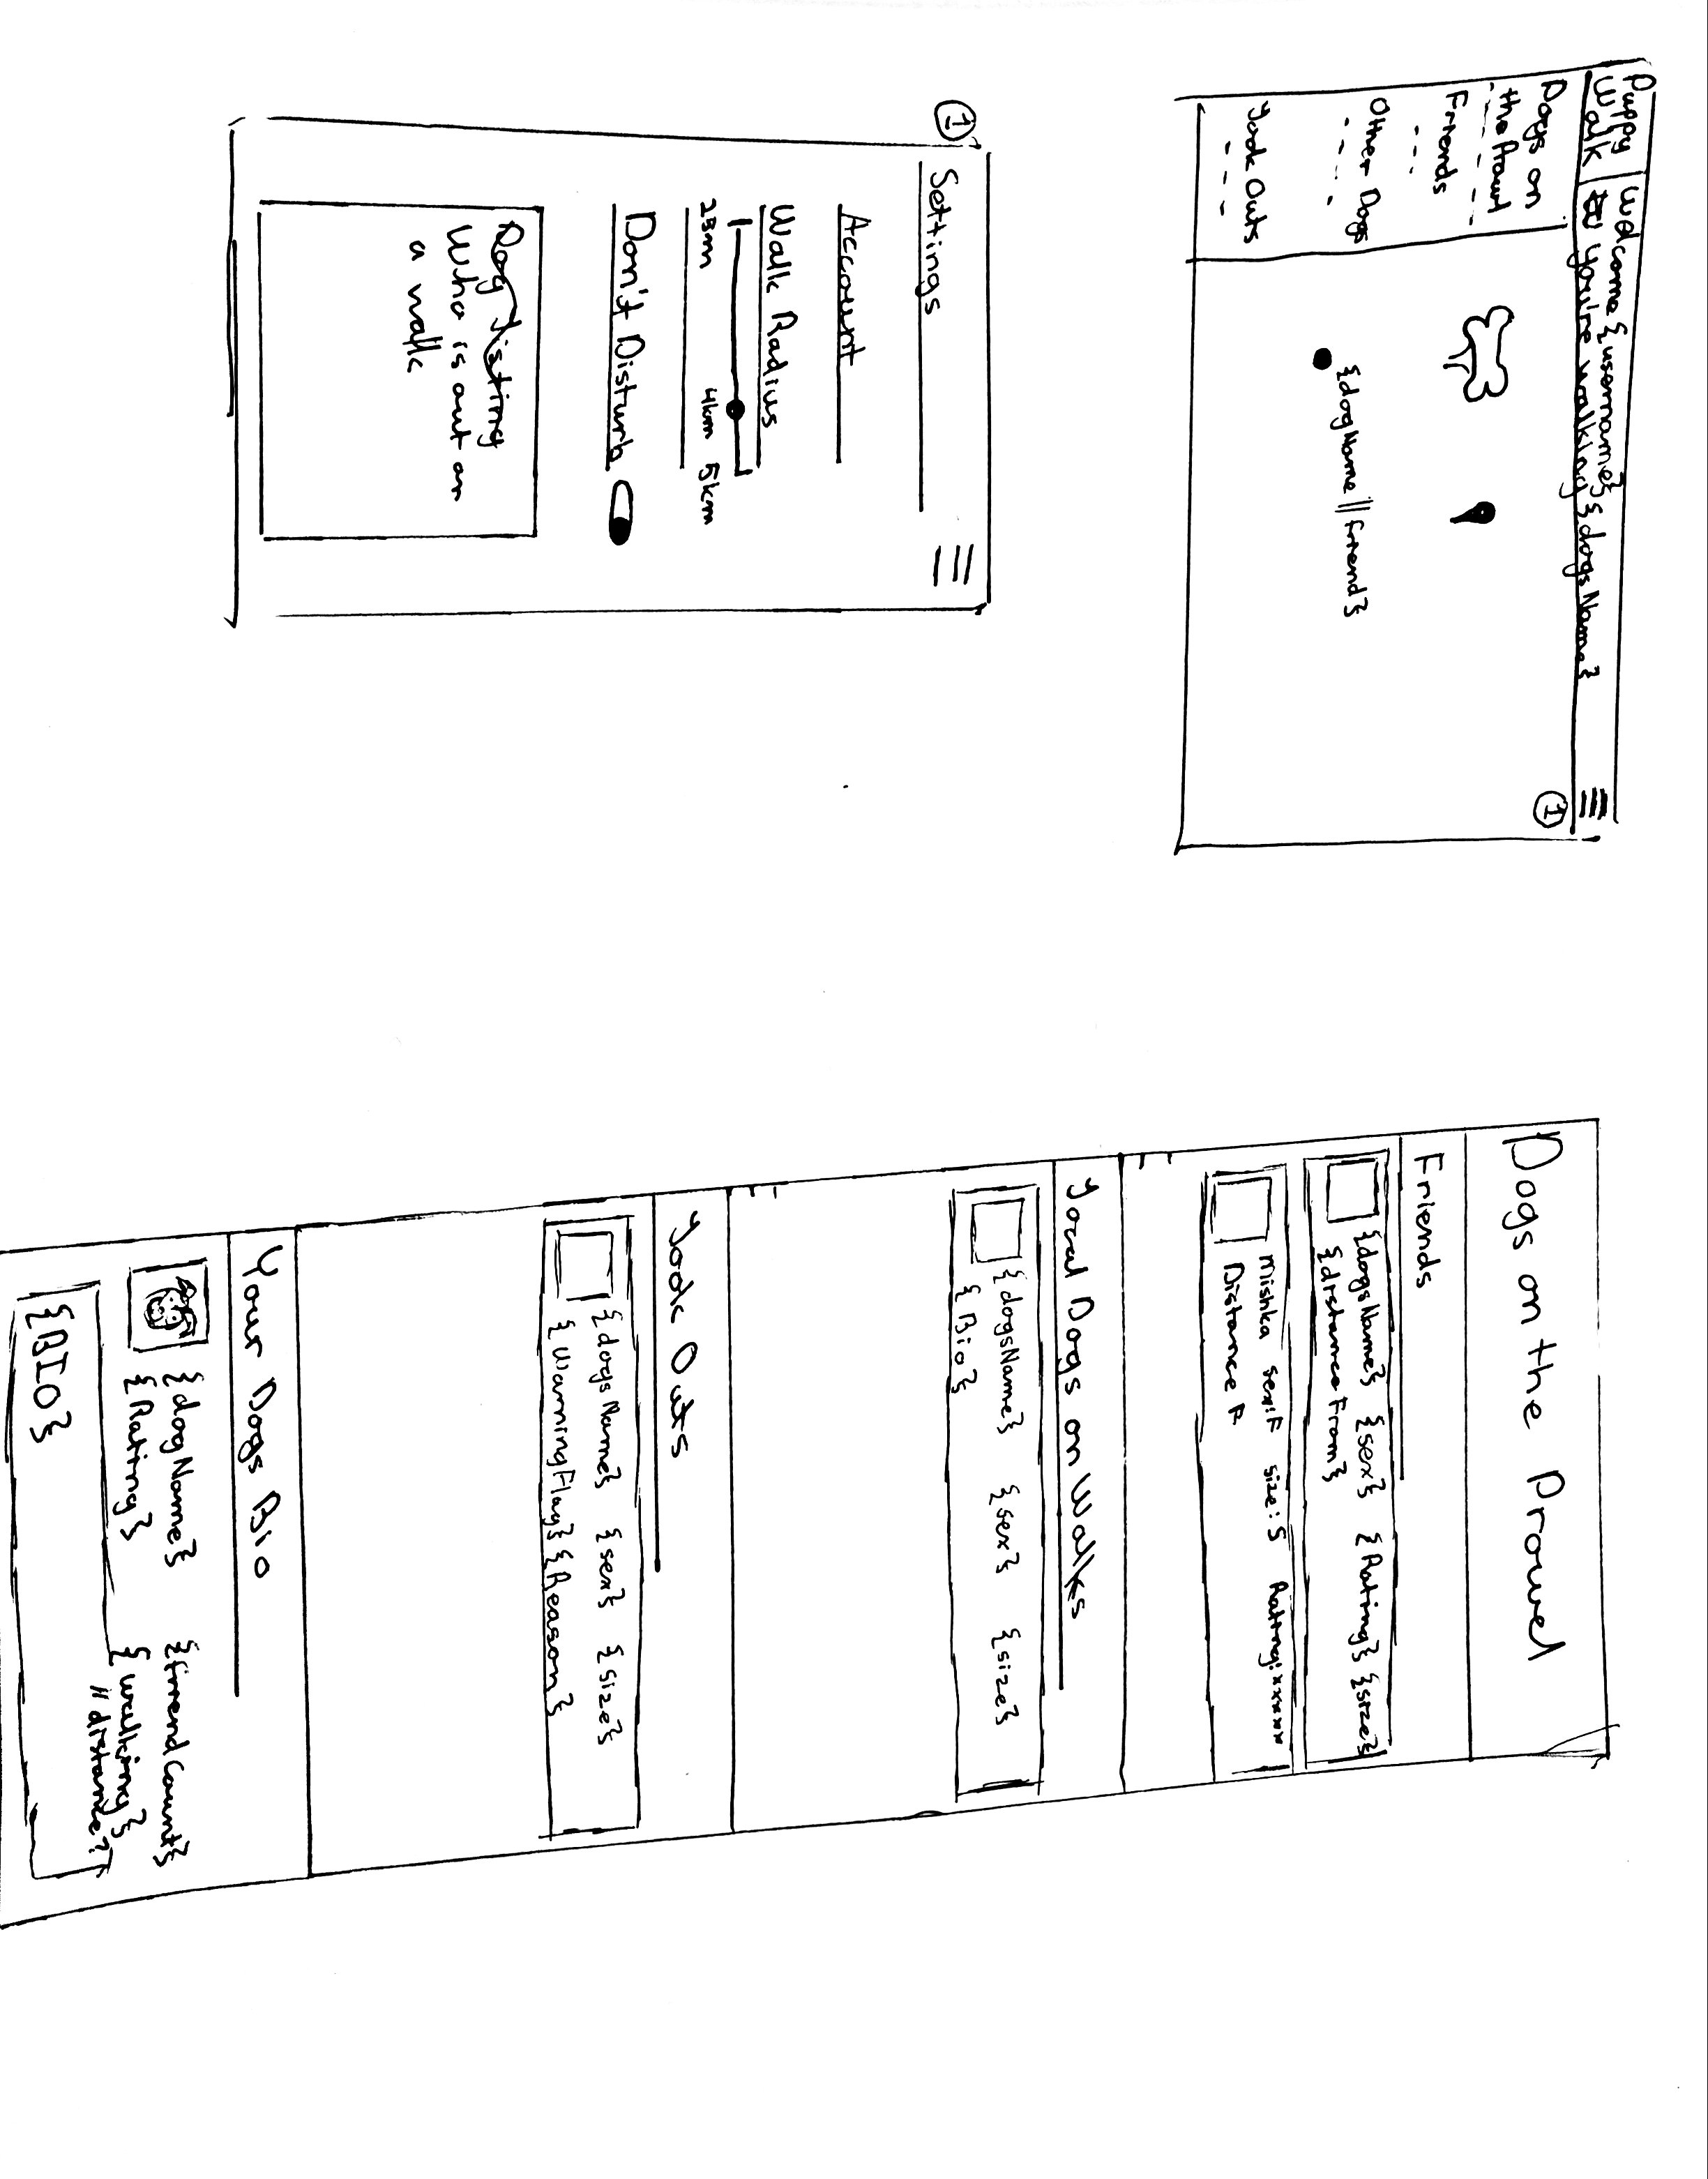 Puppy Walk
Welcome {username}
to you're walking {dogsName}
Dogs on
the Prowl
Friends
Other Dogs
Look Outs
{dogName || friend}
1
1
Settings
Account
Walk Radius
25m 4km 5km
Don't Disturb
Dog Listing
Who is out on
a walk
Dogs on the Prowel
Friends
{dogsName} {sex} {Rating} {size}
{distanceFrom}
Mishka sex:F size:S Rating:xxxxx
Distance F
Local Dogs on Walks
{dogsName} {sex} {size}
{Bio}
Look Outs
{dogsName} {sex} {size}
{WarningFlag} {Reason}
Your Dogs Bio
{dogName} {friendCount}
{Rating} {walking}
// distance?
{BIO}